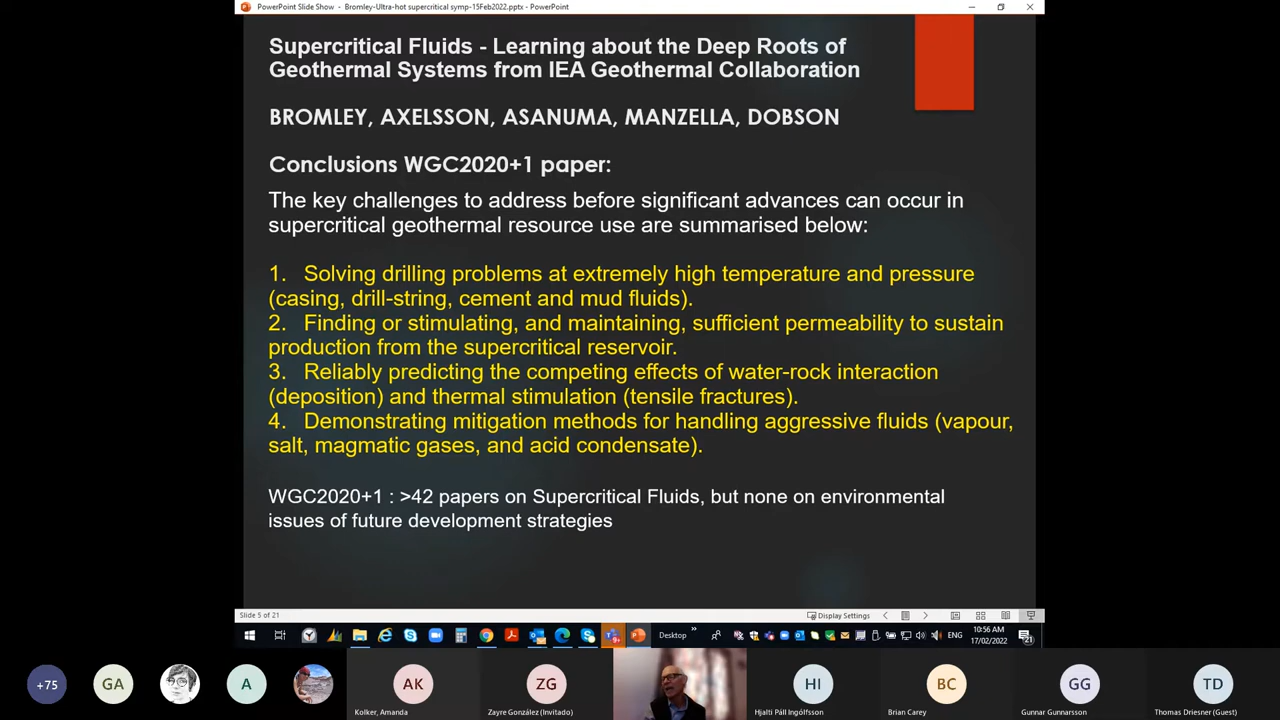 PowerPoint Slide Show - Bromley-Ultra-hot supercritical symp-15Feb2022.pptx - PowerPoint
Supercritical Fluids - Learning about the Deep Roots of
Geothermal Systems from IEA Geothermal Collaboration
BROMLEY, AXELSSON, ASANUMA, MANZELLA, DOBSON
Conclusions WGC2020+1 paper:
The key challenges to address before significant advances can occur in
supercritical geothermal resource use are summarised below:
1. Solving drilling problems at extremely high temperature and pressure
(casing, drill-string, cement and mud fluids).
2. Finding or stimulating, and maintaining, sufficient permeability to sustain
production from the supercritical reservoir.
3. Reliably predicting the competing effects of water-rock interaction
(deposition) and thermal stimulation (tensile fractures).
4. Demonstrating mitigation methods for handling aggressive fluids (vapour,
salt, magmatic gases, and acid condensate).
WGC2020+1 : >42 papers on Supercritical Fluids, but none on environmental
issues of future development strategies
Slide 5 of 21
Display Settings
Desktop
ENG
10:56 AM
17/02/2022
21
+75
GA
A
AK
ZG
HI
BC
GG
TD
Kolker, Amanda
Zayre González (Invitado)
Hjalti Páll Ingólfsson
Brian Carey
Gunnar Gunnarsson
Thomas Driesner (Guest)